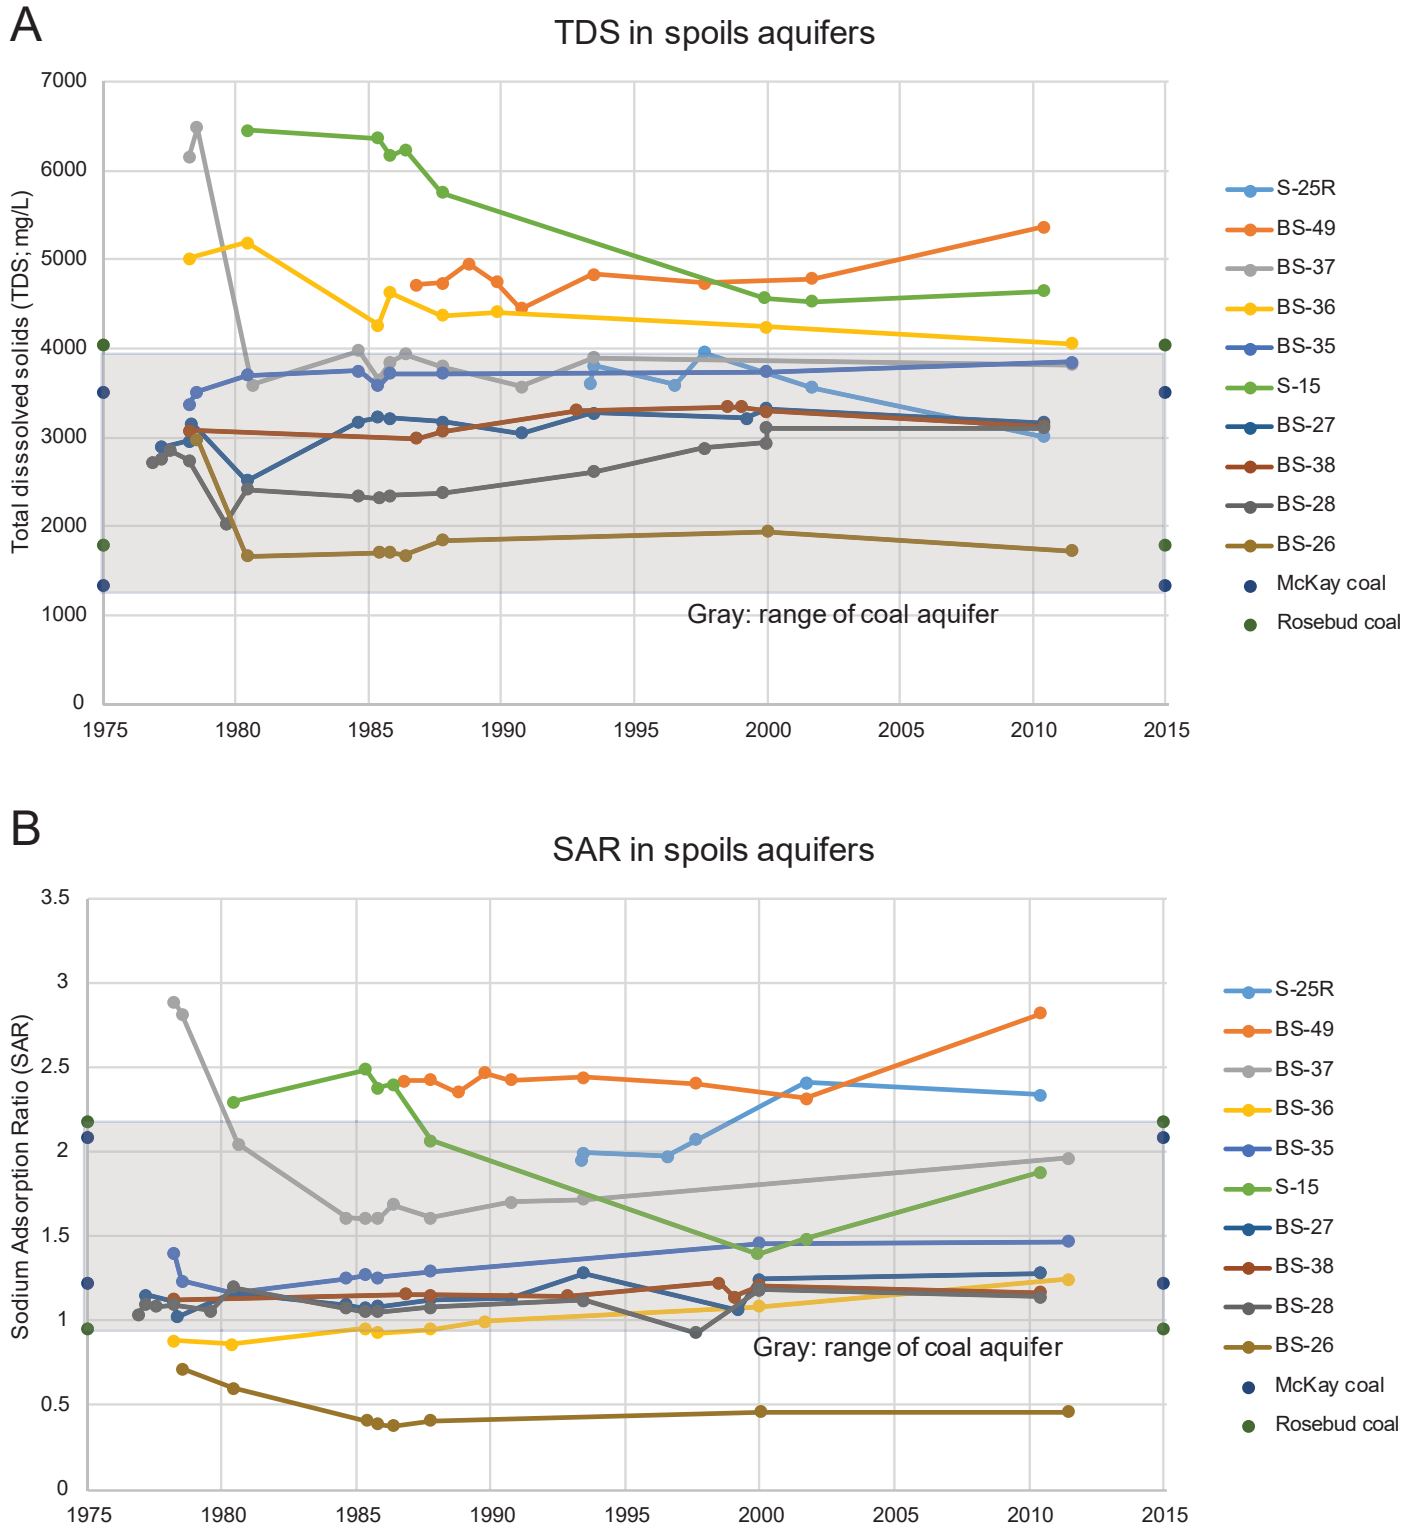 A
TDS in spoils aquifers
Total disssolved solids (TDS; mg/L)
7000
6000
5000
4000
3000
2000
1000
0
1975 1980 1985 1990 1995 2000 2005 2010 2015
Gray: range of coal aquifer
S-25R
BS-49
BS-37
BS-36
BS-35
S-15
BS-27
BS-38
BS-28
BS-26
McKay coal
Rosebud coal
B
SAR in spoils aquifers
Sodium Adsorption Ratio (SAR)
3.5
3
2.5
2
1.5
1
0.5
0
1975 1980 1985 1990 1995 2000 2005 2010 2015
Gray: range of coal aquifer
S-25R
BS-49
BS-37
BS-36
BS-35
S-15
BS-27
BS-38
BS-28
BS-26
McKay coal
Rosebud coal